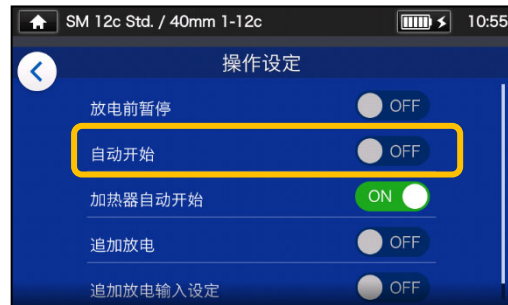 SM 12c Std. / 40mm 1-12c 10:55
操作设定
放电前暂停 OFF
自动开始 OFF
加热器自动开始 ON
追加放电 OFF
追加放电输入设定 OFF